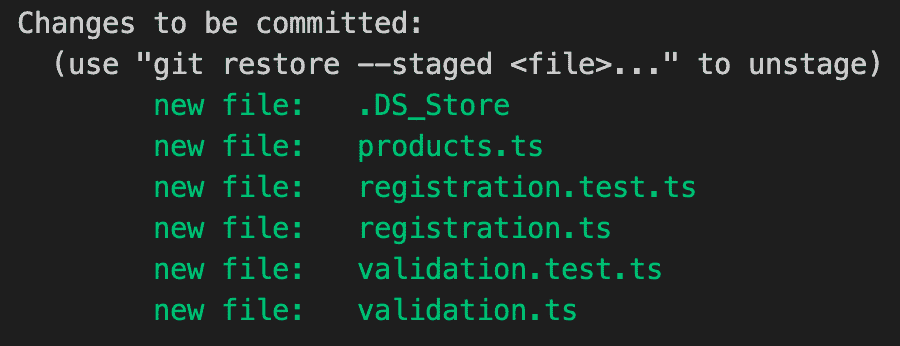 Changes to be committed:
(use "git restore --staged <file>..." to unstage)
new file: .DS_Store
new file: products.ts
new file: registration.test.ts
new file: registration.ts
new file: validation.test.ts
new file: validation.ts